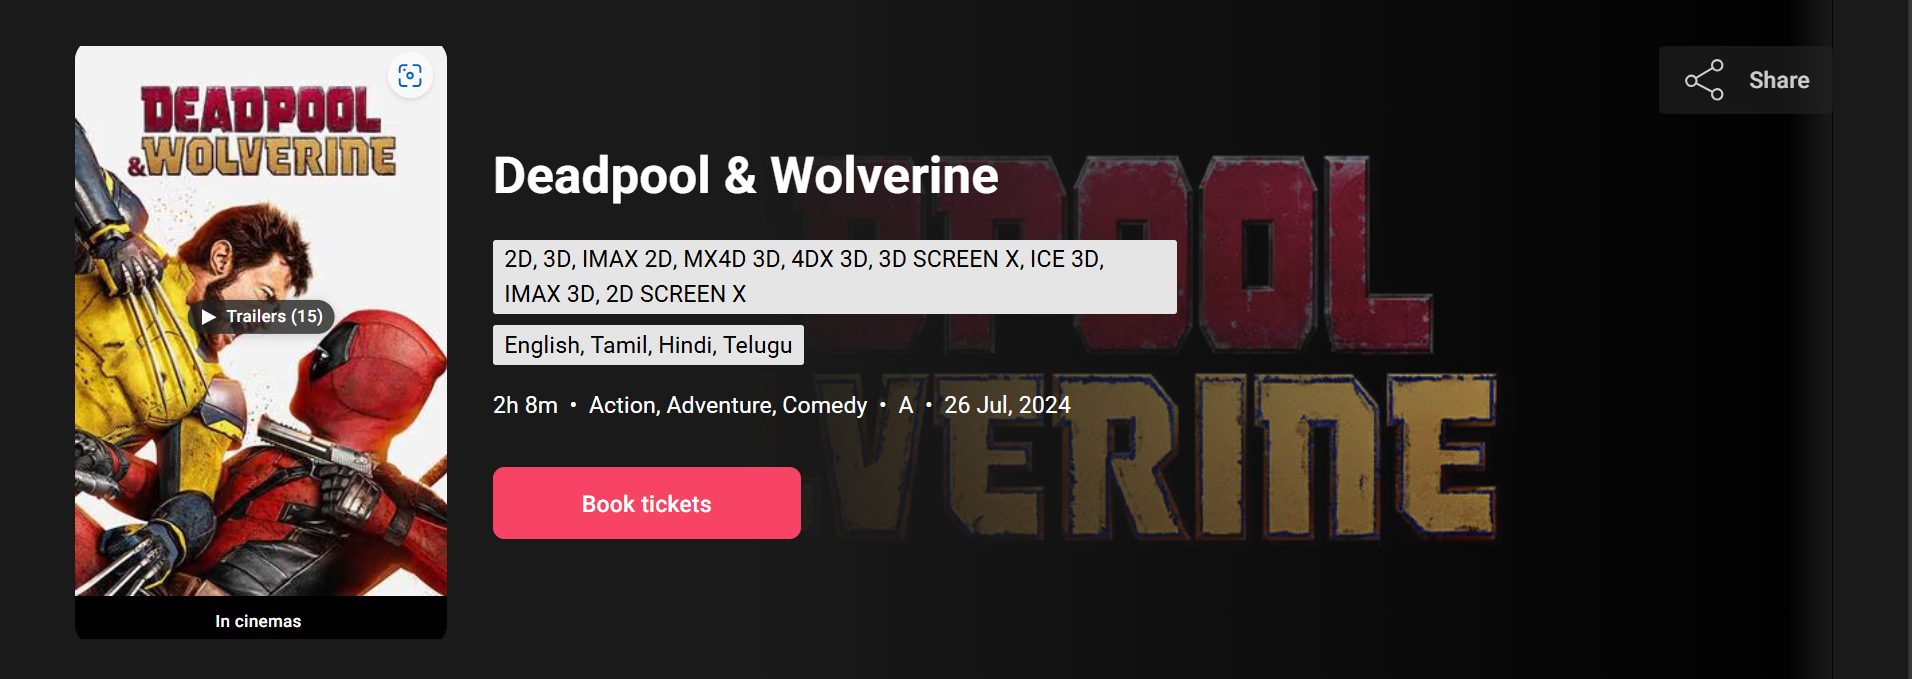 DEADPOOL
&WOLVERINE
Trailers (15)
In cinemas
Share
Deadpool & Wolverine
2D, 3D, IMAX 2D, MX4D 3D, 4DX 3D, 3D SCREEN X, ICE 3D,
IMAX 3D, 2D SCREEN X
English, Tamil, Hindi, Telugu
2h 8m • Action, Adventure, Comedy • A • 26 Jul, 2024
Book tickets
DPOOL
VERINE